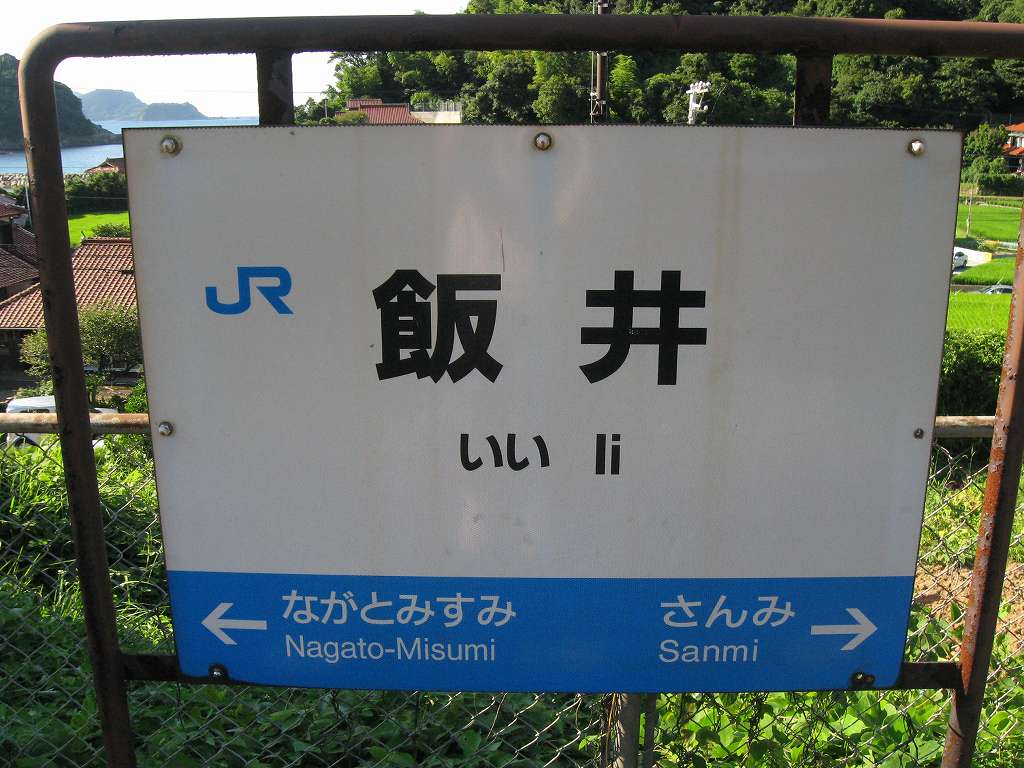 JR 飯井
いい Ii
← ながとみすみ さんみ →
Nagato-Misumi Sanmi